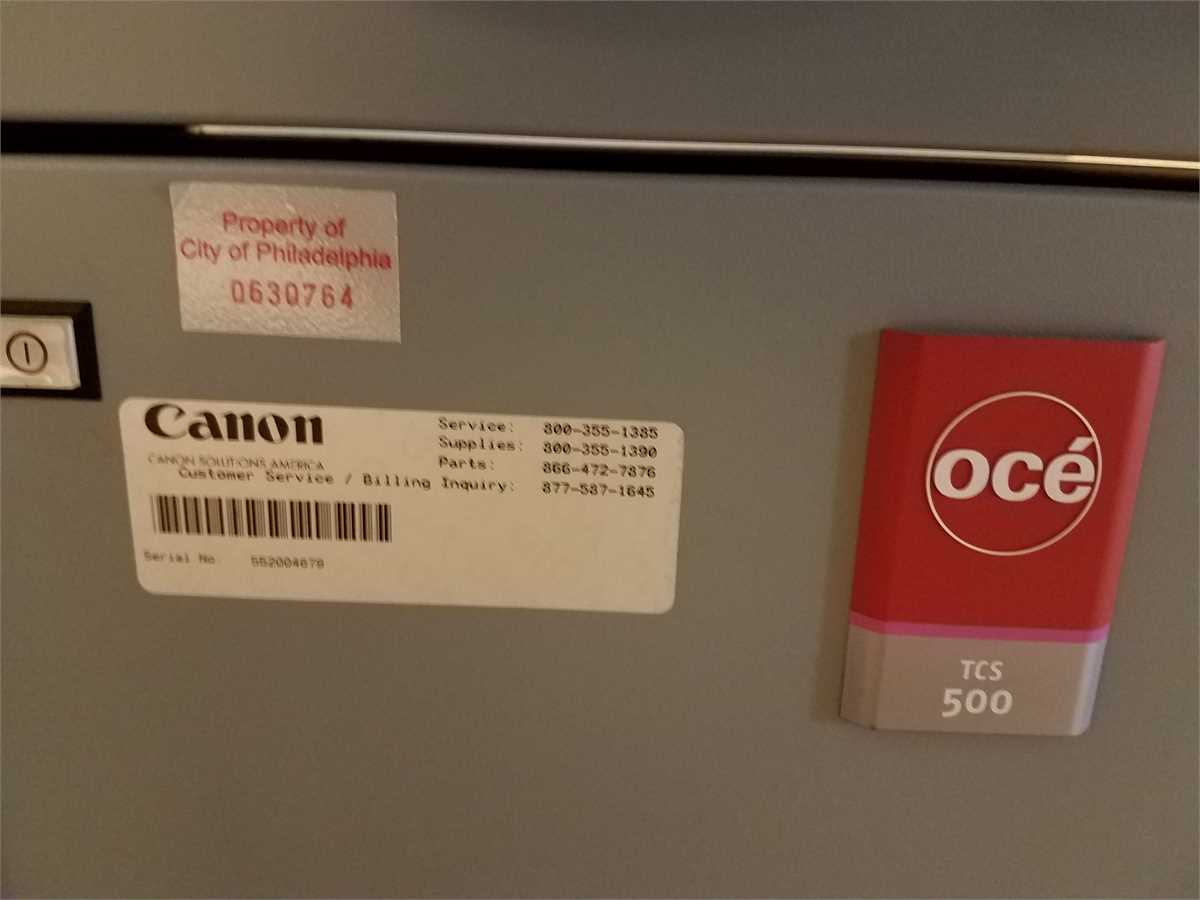 Property of
City of Philadelphia
0630764
Canon
CANON SOLUTIONS AMERICA
Service: 800-355-1385
Supplies: 800-355-1390
Parts: 866-472-7876
Customer Service / Billing Inquiry: 877-587-1645
Serial No. 552004679
océ
TCS
500